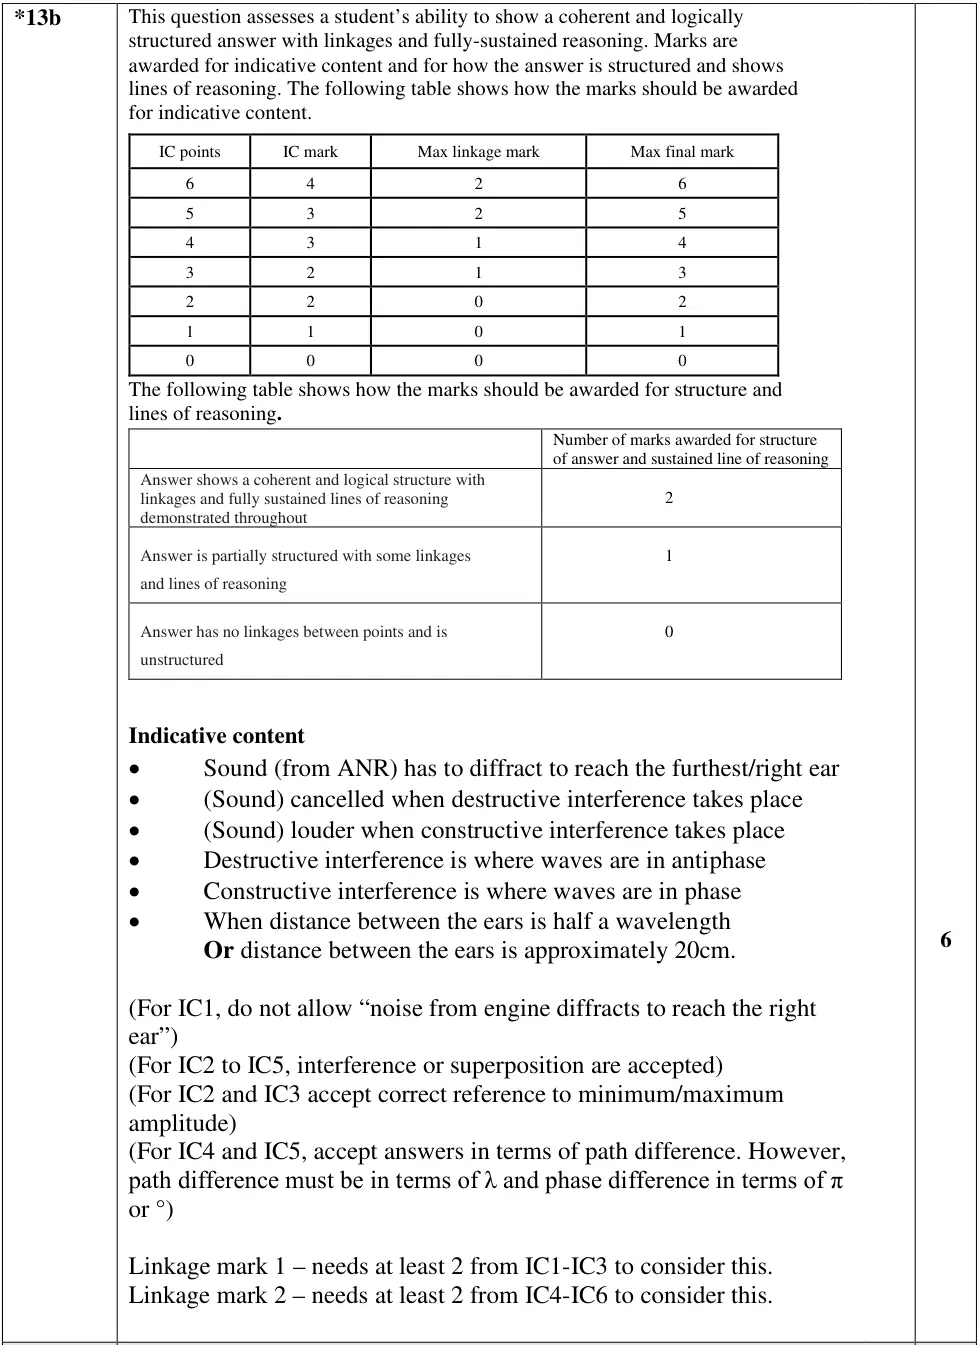 *13b
This question assesses a student's ability to show a coherent and logically
structured answer with linkages and fully-sustained reasoning. Marks are
awarded for indicative content and for how the answer is structured and shows
lines of reasoning. The following table shows how the marks should be awarded
for indicative content.
IC points IC mark Max linkage mark Max final mark
6 4 2 6
5 3 2 5
4 3 1 4
3 2 1 3
2 2 0 2
1 1 0 1
0 0 0 0
The following table shows how the marks should be awarded for structure and
lines of reasoning.
Number of marks awarded for structure
of answer and sustained line of reasoning
Answer shows a coherent and logical structure with
linkages and fully sustained lines of reasoning
demonstrated throughout
2
Answer is partially structured with some linkages
and lines of reasoning
1
Answer has no linkages between points and is
unstructured
0
Indicative content
• Sound (from ANR) has to diffract to reach the furthest/right ear
• (Sound) cancelled when destructive interference takes place
• (Sound) louder when constructive interference takes place
• Destructive interference is where waves are in antiphase
• Constructive interference is where waves are in phase
• When distance between the ears is half a wavelength
Or distance between the ears is approximately 20cm.
(For IC1, do not allow “noise from engine diffracts to reach the right
ear”)
(For IC2 to IC5, interference or superposition are accepted)
(For IC2 and IC3 accept correct reference to minimum/maximum
amplitude)
(For IC4 and IC5, accept answers in terms of path difference. However,
path difference must be in terms of λ and phase difference in terms of π
or °)
Linkage mark 1 – needs at least 2 from IC1-IC3 to consider this.
Linkage mark 2 – needs at least 2 from IC4-IC6 to consider this.
6